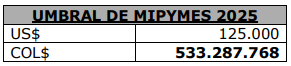 UMBRAL DE MIPYMES 2025
US$ 125.000
COL$ 533.287.768